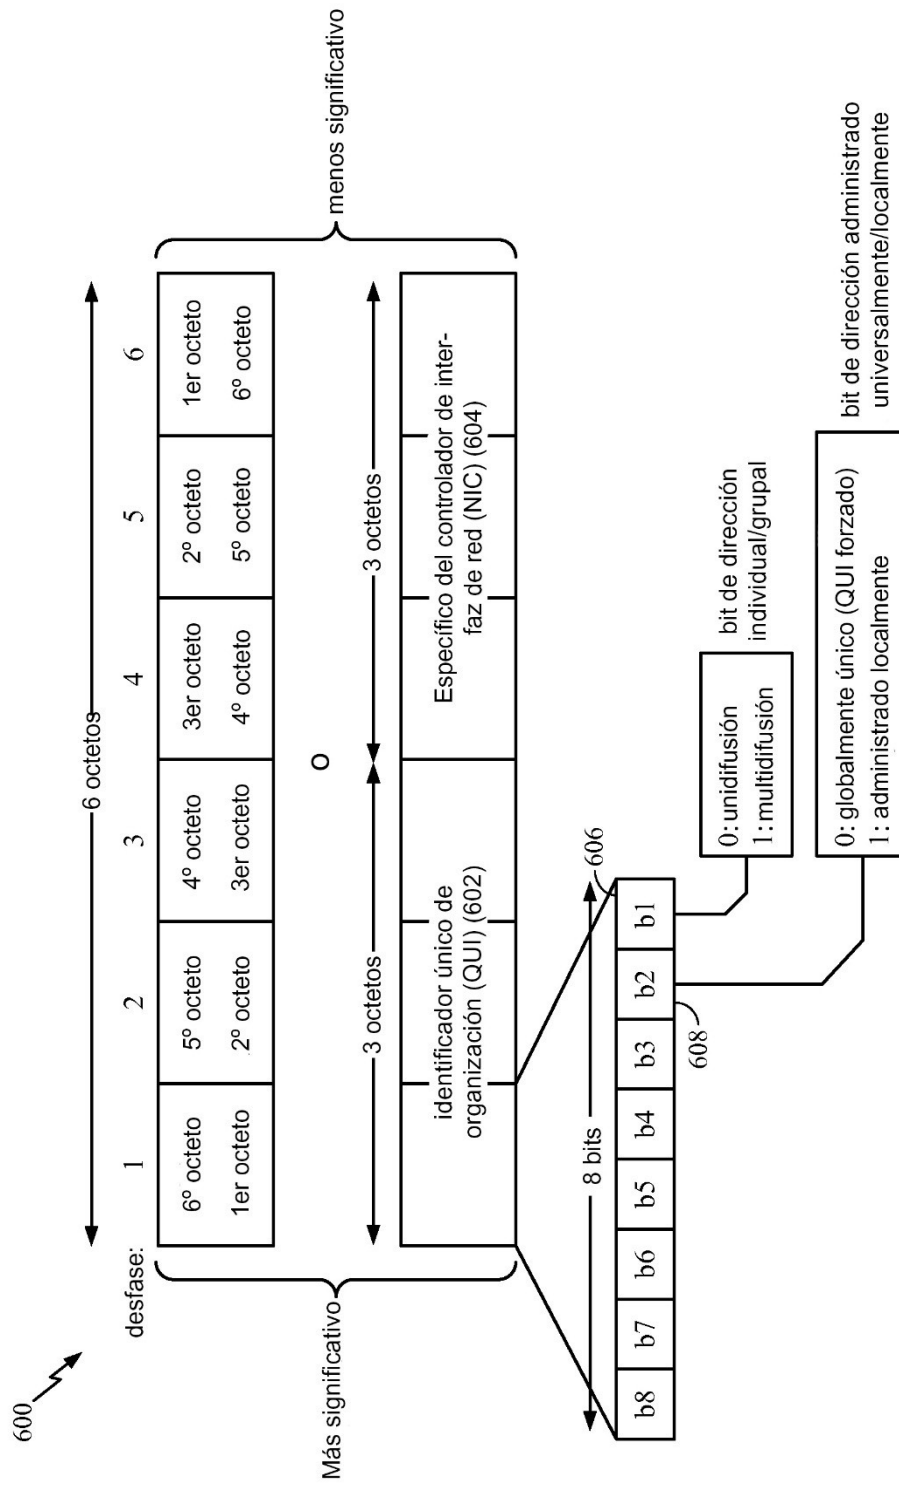 600
6 octetos
desfase:
1
2
3
4
5
6
6º octeto
1er octeto
5º octeto
2º octeto
4º octeto
3er octeto
3er octeto
4º octeto
2º octeto
5º octeto
1er octeto
6º octeto
Más significativo
menos significativo
O
3 octetos
3 octetos
identificador único de
organización (QUI) (602)
Específico del controlador de inter-
faz de red (NIC) (604)
8 bits
606
b8
b7
b6
b5
b4
b3
b2
b1
608
0: unidifusión
1: multidifusión
bit de dirección
individual/grupal
0: globalmente único (QUI forzado)
1: administrado localmente
bit de dirección administrado
universalmente/localmente